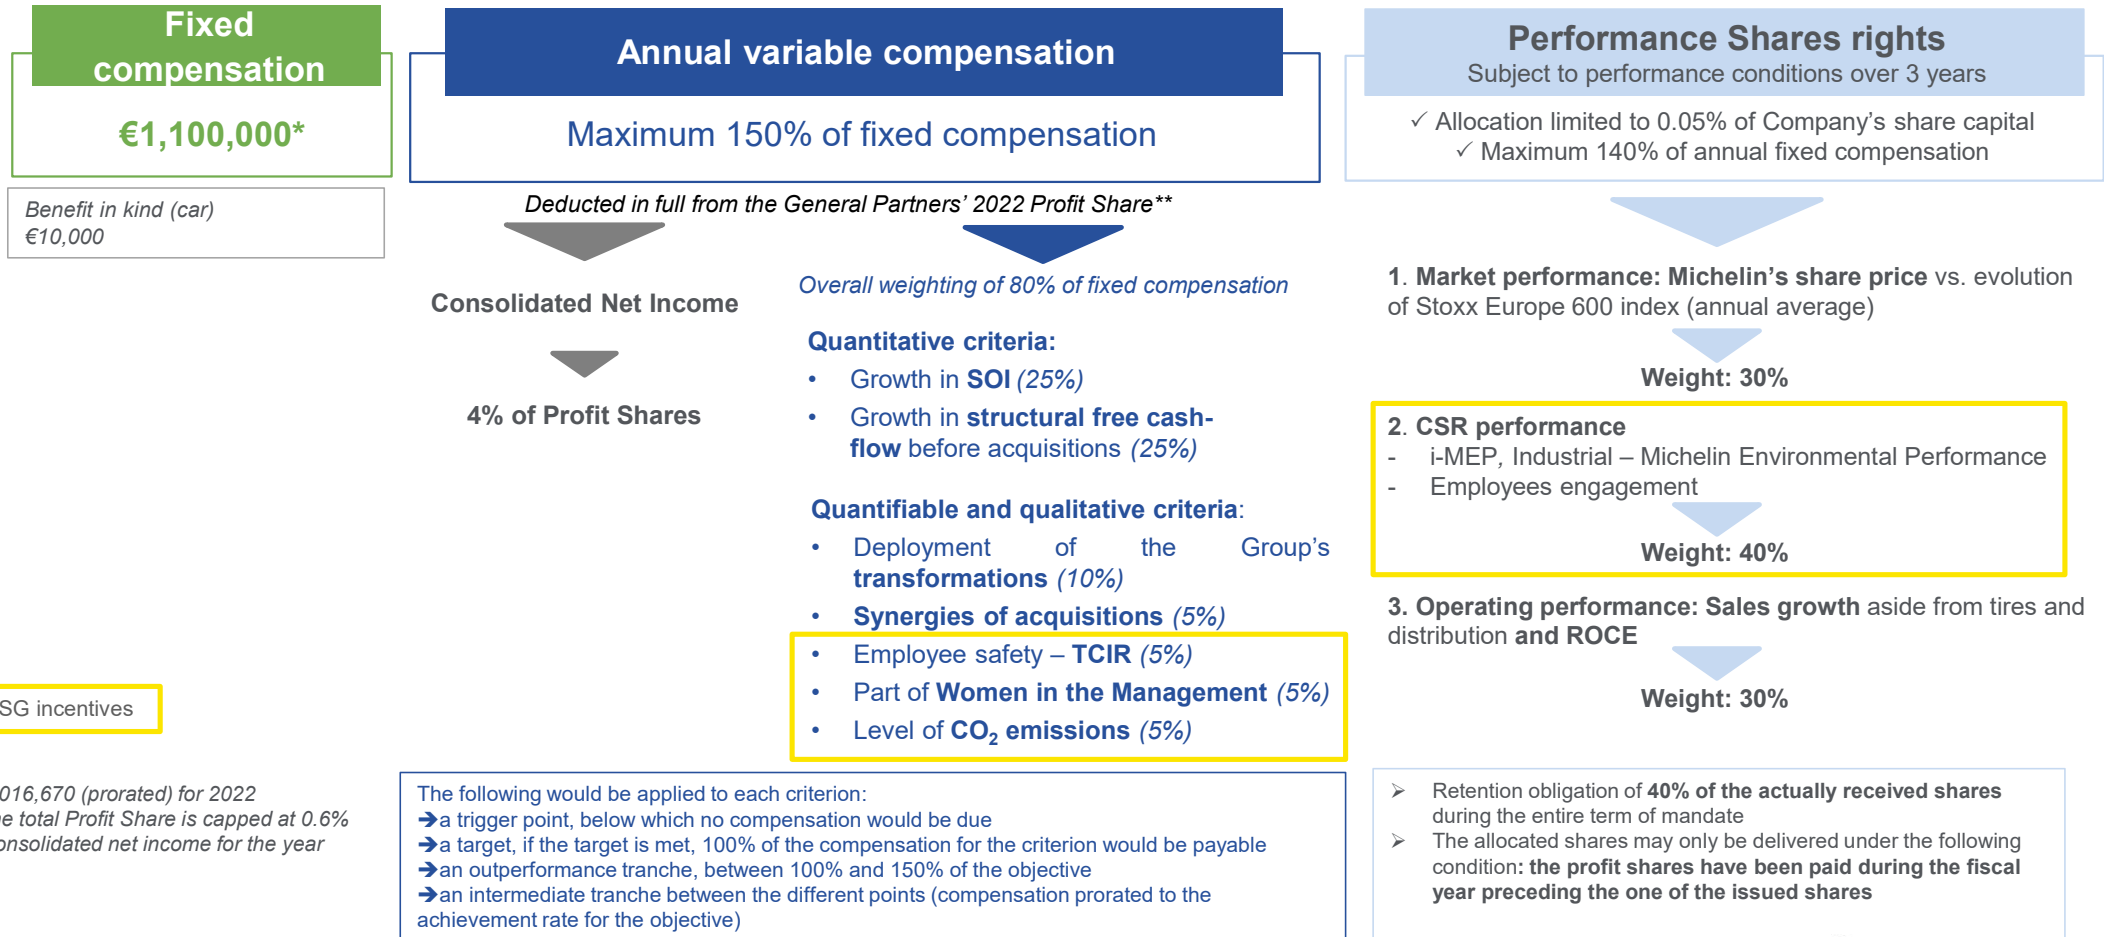 Fixed
compensation
€1,100,000*
Benefit in kind (car)
€10,000
Annual variable compensation
Maximum 150% of fixed compensation
Deducted in full from the General Partners’ 2022 Profit Share**
Consolidated Net Income
4% of Profit Shares
Overall weighting of 80% of fixed compensation
Quantitative criteria:
• Growth in SOI (25%)
• Growth in structural free cash-
flow before acquisitions (25%)
Quantifiable and qualitative criteria:
• Deployment of the Group’s
transformations (10%)
• Synergies of acquisitions (5%)
• Employee safety – TCIR (5%)
• Part of Women in the Management (5%)
• Level of CO2 emissions (5%)
Performance Shares rights
Subject to performance conditions over 3 years
✓ Allocation limited to 0.05% of Company’s share capital
✓ Maximum 140% of annual fixed compensation
1. Market performance: Michelin’s share price vs. evolution
of Stoxx Europe 600 index (annual average)
Weight: 30%
2. CSR performance
- i-MEP, Industrial – Michelin Environmental Performance
- Employees engagement
Weight: 40%
3. Operating performance: Sales growth aside from tires and
distribution and ROCE
Weight: 30%
SG incentives
016,670 (prorated) for 2022
e total Profit Share is capped at 0.6%
onsolidated net income for the year
The following would be applied to each criterion:
➔a trigger point, below which no compensation would be due
➔a target, if the target is met, 100% of the compensation for the criterion would be payable
➔an outperformance tranche, between 100% and 150% of the objective
➔an intermediate tranche between the different points (compensation prorated to the
achievement rate for the objective)
➢ Retention obligation of 40% of the actually received shares
during the entire term of mandate
➢ The allocated shares may only be delivered under the following
condition: the profit shares have been paid during the fiscal
year preceding the one of the issued shares